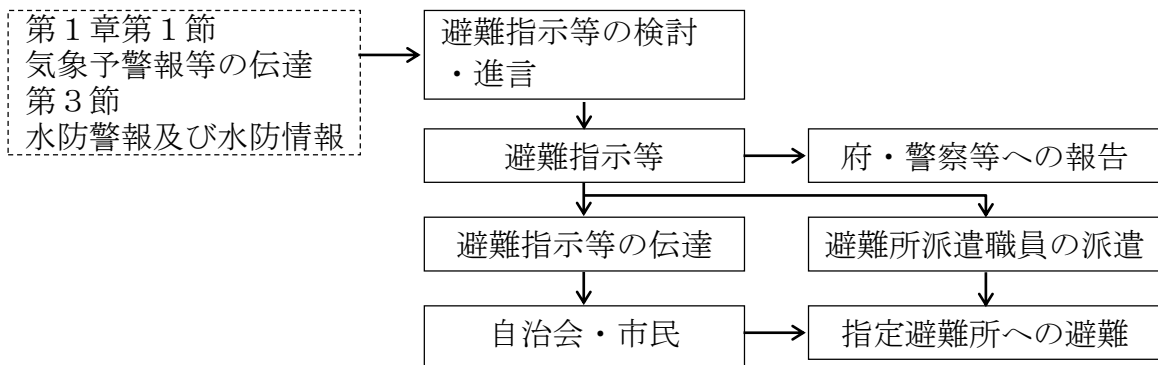 第１章第１節
気象予警報等の伝達
第３節
水防警報及び水防情報
避難指示等の検討
・進言
避難指示等
府・警察等への報告
避難指示等の伝達
避難所派遣職員の派遣
自治会・市民
指定避難所への避難